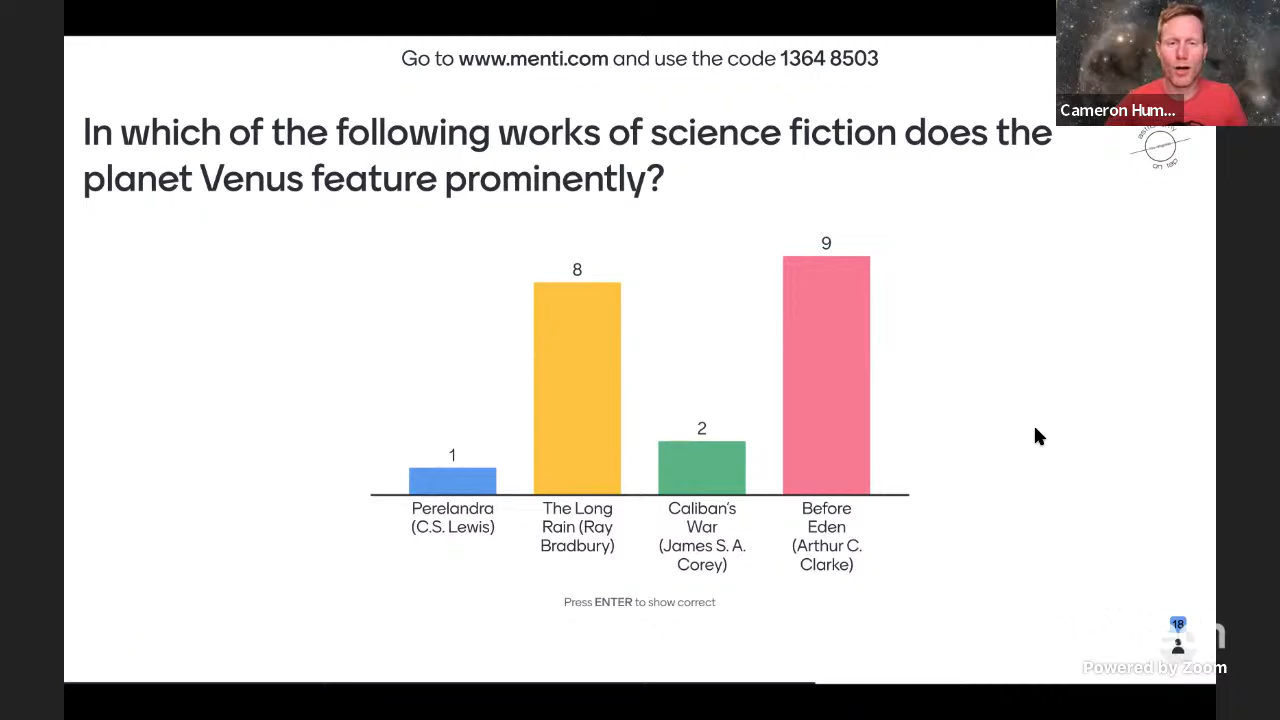 Go to www.menti.com and use the code 1364 8503
Cameron Hum...
In which of the following works of science fiction does the
planet Venus feature prominently?
1
8
2
9
Perelandra
(C.S. Lewis)
The Long
Rain (Ray
Bradbury)
Caliban's
War
(James S. A.
Corey)
Before
Eden
(Arthur C.
Clarke)
Press ENTER to show correct
18
Powered by Zoom